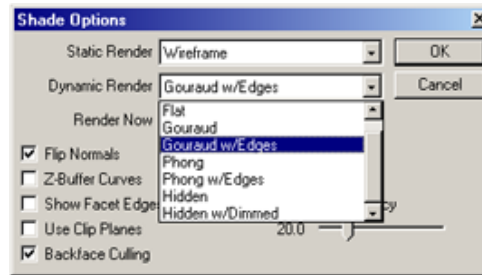 Shade Options
Static Render Wireframe OK
Dynamic Render Gouraud w/Edges Cancel
Render Now Flat
Gouraud
Gouraud w/Edges
Flip Normals Phong
Z-Buffer Curves Phong w/Edges
Show Facet Edge Hidden
Hidden w/Dimmed
Use Clip Planes 20.0
Backface Culling